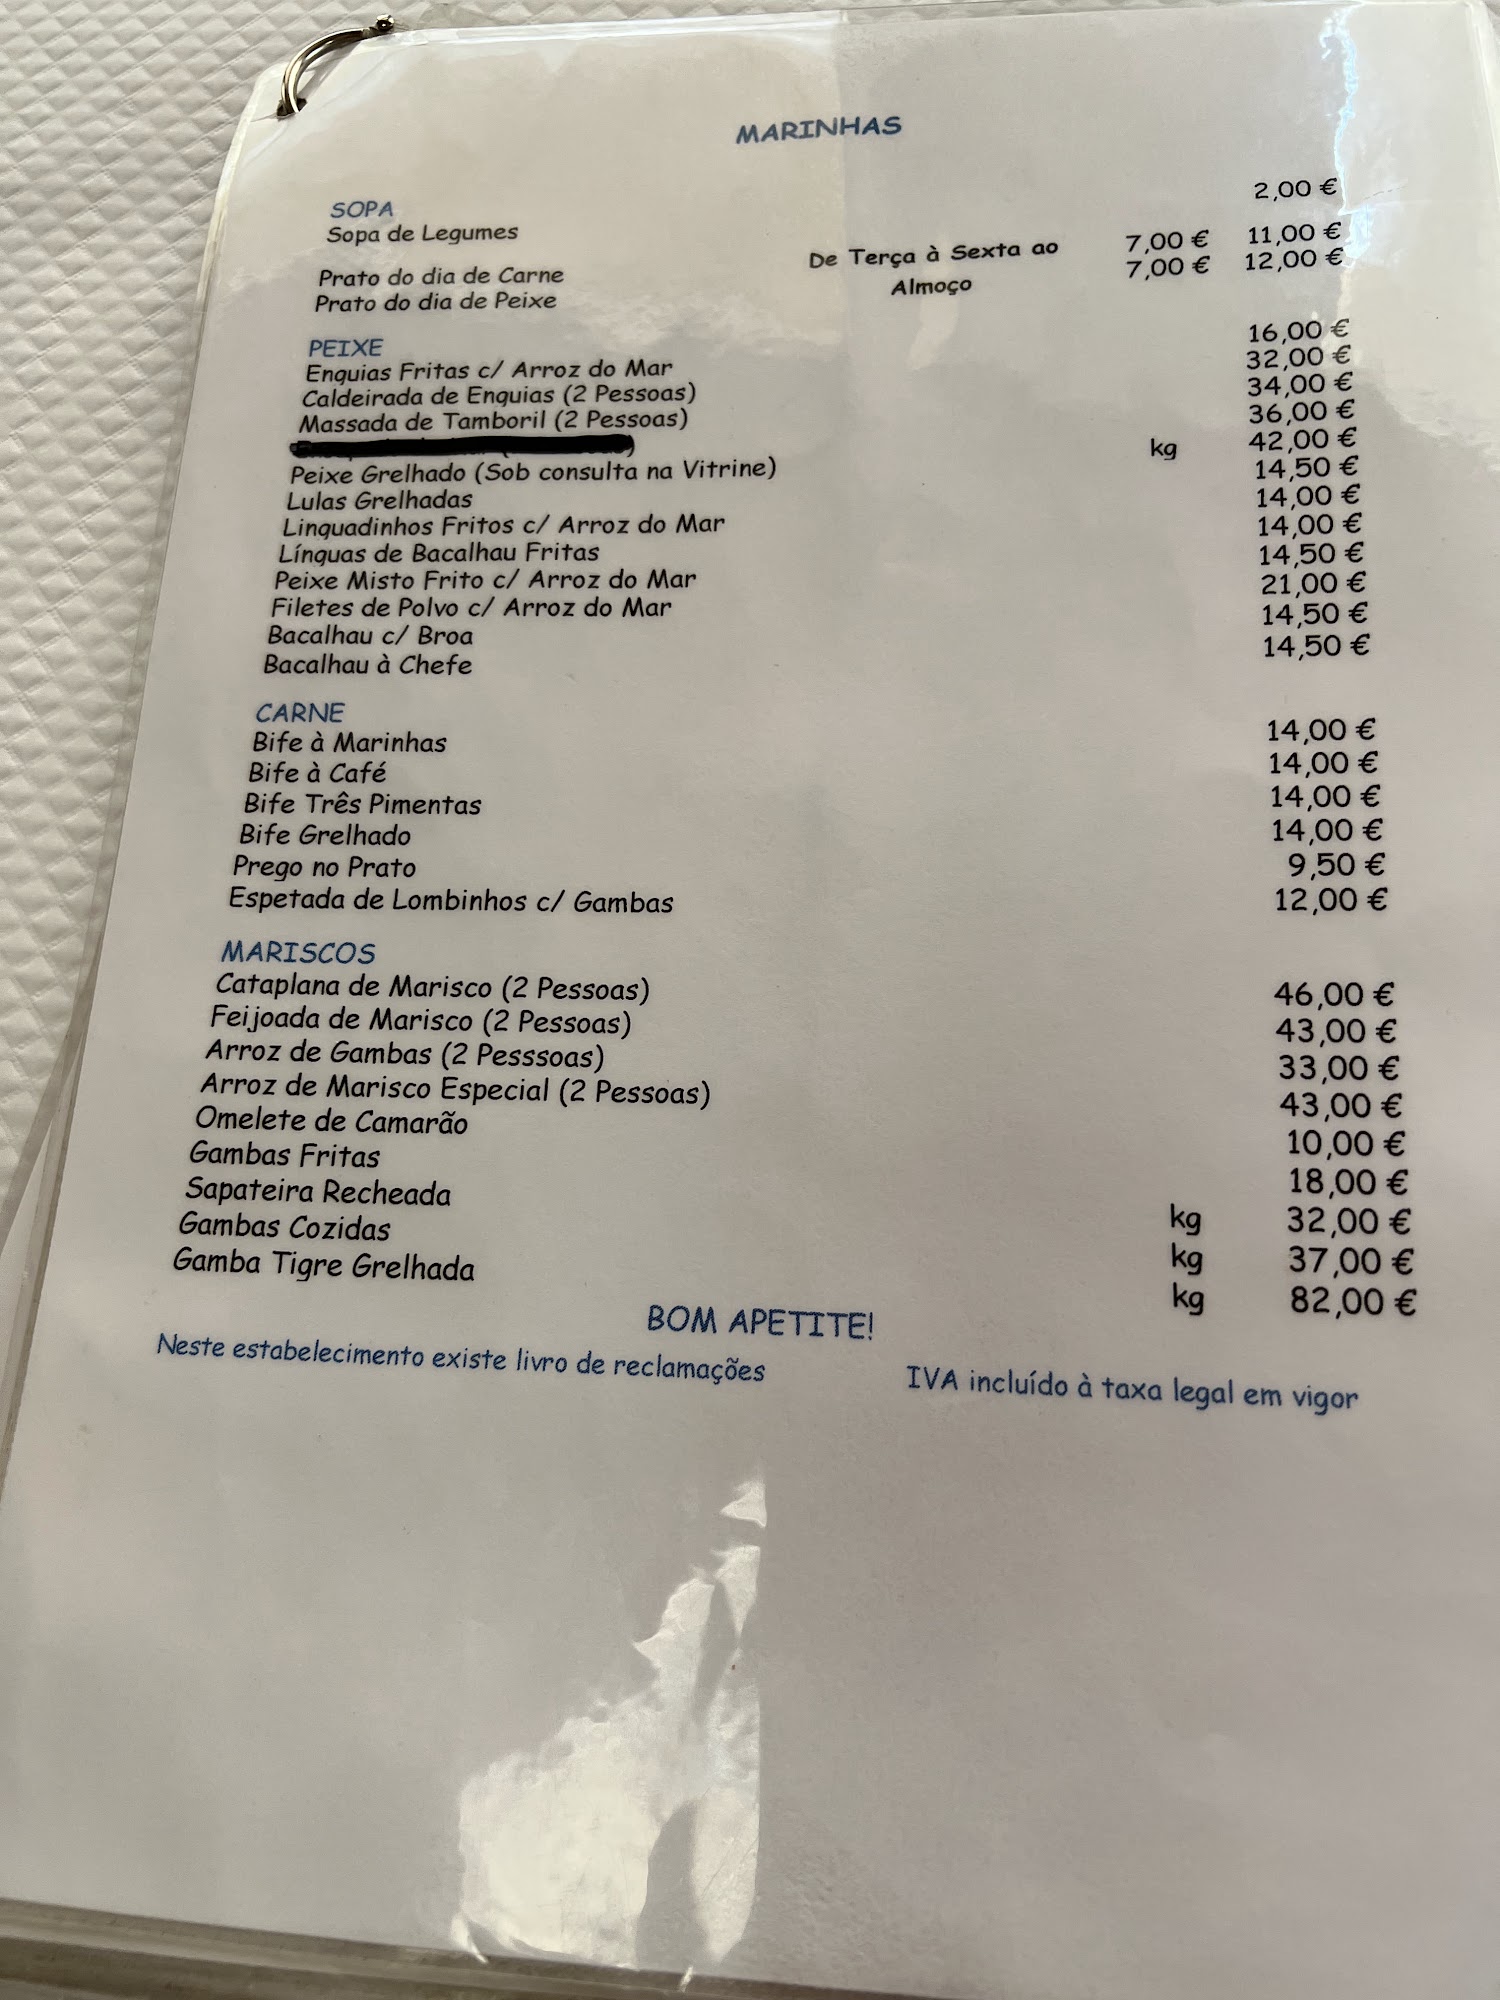 MARINHAS
SOPA
Sopa de Legumes 2,00 €
Prato do dia de Carne De Terça à Sexta ao 7,00 € 11,00 €
Prato do dia de Peixe Almoço 7,00 € 12,00 €
PEIXE
Enguias Fritas c/ Arroz do Mar 16,00 €
Caldeirada de Enguias (2 Pessoas) 32,00 €
Massada de Tamboril (2 Pessoas) 34,00 €
36,00 €
Peixe Grelhado (Sob consulta na Vitrine) kg 42,00 €
Lulas Grelhadas 14,50 €
Linguadinhos Fritos c/ Arroz do Mar 14,00 €
Línguas de Bacalhau Fritas 14,00 €
Peixe Misto Frito c/ Arroz do Mar 14,50 €
Filetes de Polvo c/ Arroz do Mar 21,00 €
Bacalhau c/ Broa 14,50 €
Bacalhau à Chefe 14,50 €
CARNE
Bife à Marinhas 14,00 €
Bife à Café 14,00 €
Bife Três Pimentas 14,00 €
Bife Grelhado 14,00 €
Prego no Prato 9,50 €
Espetada de Lombinhos c/ Gambas 12,00 €
MARISCOS
Cataplana de Marisco (2 Pessoas) 46,00 €
Feijoada de Marisco (2 Pessoas) 43,00 €
Arroz de Gambas (2 Pesssoas) 33,00 €
Arroz de Marisco Especial (2 Pessoas) 43,00 €
Omelete de Camarão 10,00 €
Gambas Fritas 18,00 €
Sapateira Recheada kg 32,00 €
Gambas Cozidas kg 37,00 €
Gamba Tigre Grelhada kg 82,00 €
BOM APETITE!
Neste estabelecimento existe livro de reclamações IVA incluído à taxa legal em vigor